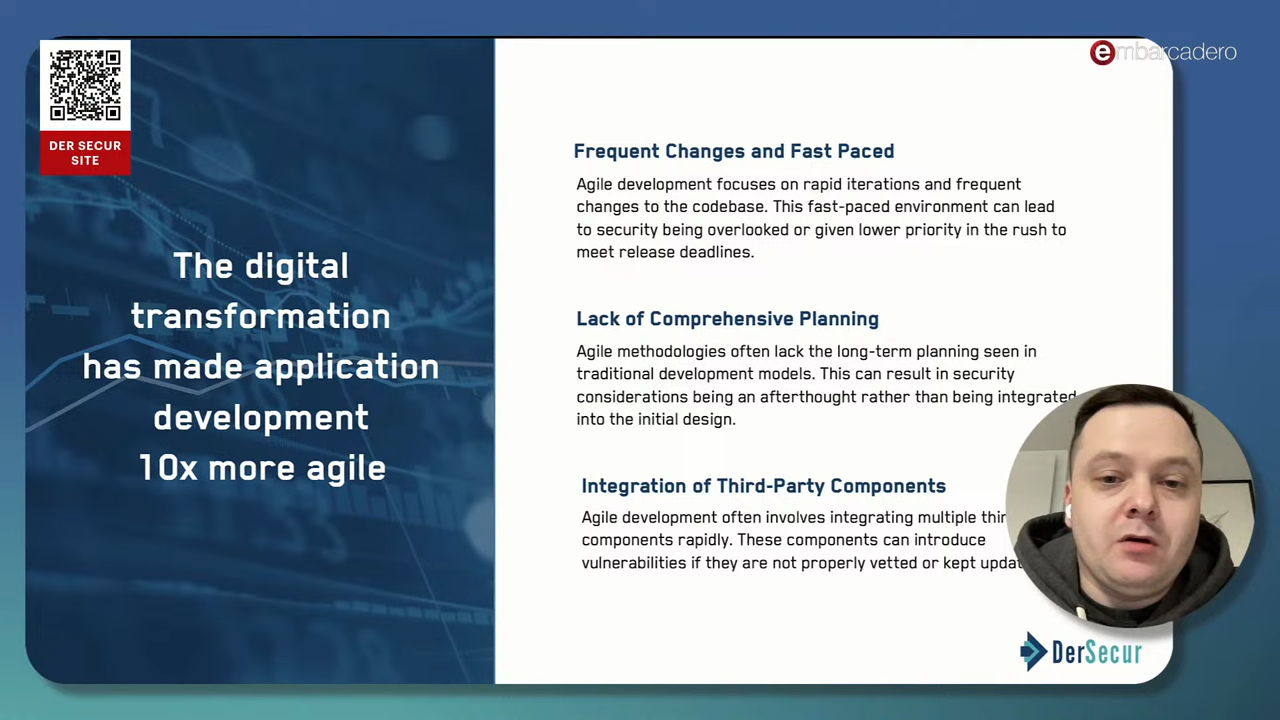 DER SECUR
SITE
embarcadero
The digital
transformation
has made application
development
10x more agile
Frequent Changes and Fast Paced
Agile development focuses on rapid iterations and frequent
changes to the codebase. This fast-paced environment can lead
to security being overlooked or given lower priority in the rush to
meet release deadlines.
Lack of Comprehensive Planning
Agile methodologies often lack the long-term planning seen in
traditional development models. This can result in security
considerations being an afterthought rather than being integrated
into the initial design.
Integration of Third-Party Components
Agile development often involves integrating multiple
components rapidly. These components can introduce
vulnerabilities if they are not properly vetted or kept
DerSecur